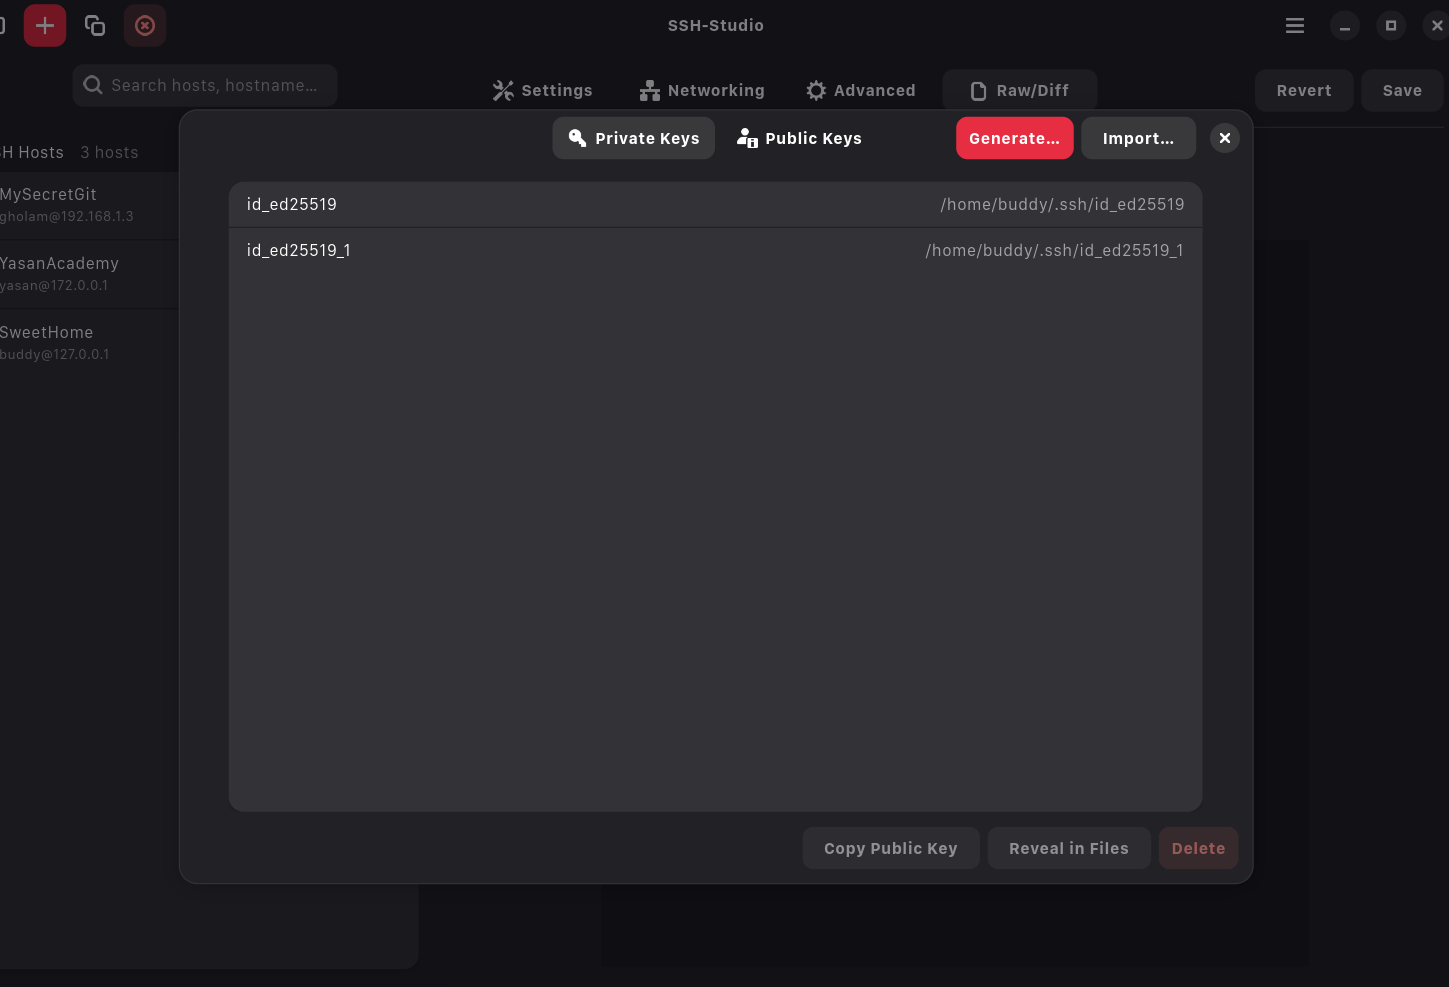 SSH-Studio
Search hosts, hostname...
Settings
Networking
Advanced
Raw/Diff
Revert
Save
Private Keys
Public Keys
Generate...
Import...
H Hosts 3 hosts
MySecretGit
gholam@192.168.1.3
YasanAcademy
yasan@172.0.0.1
SweetHome
buddy@127.0.0.1
id_ed25519 /home/buddy/.ssh/id_ed25519
id_ed25519_1 /home/buddy/.ssh/id_ed25519_1
Copy Public Key
Reveal in Files
Delete